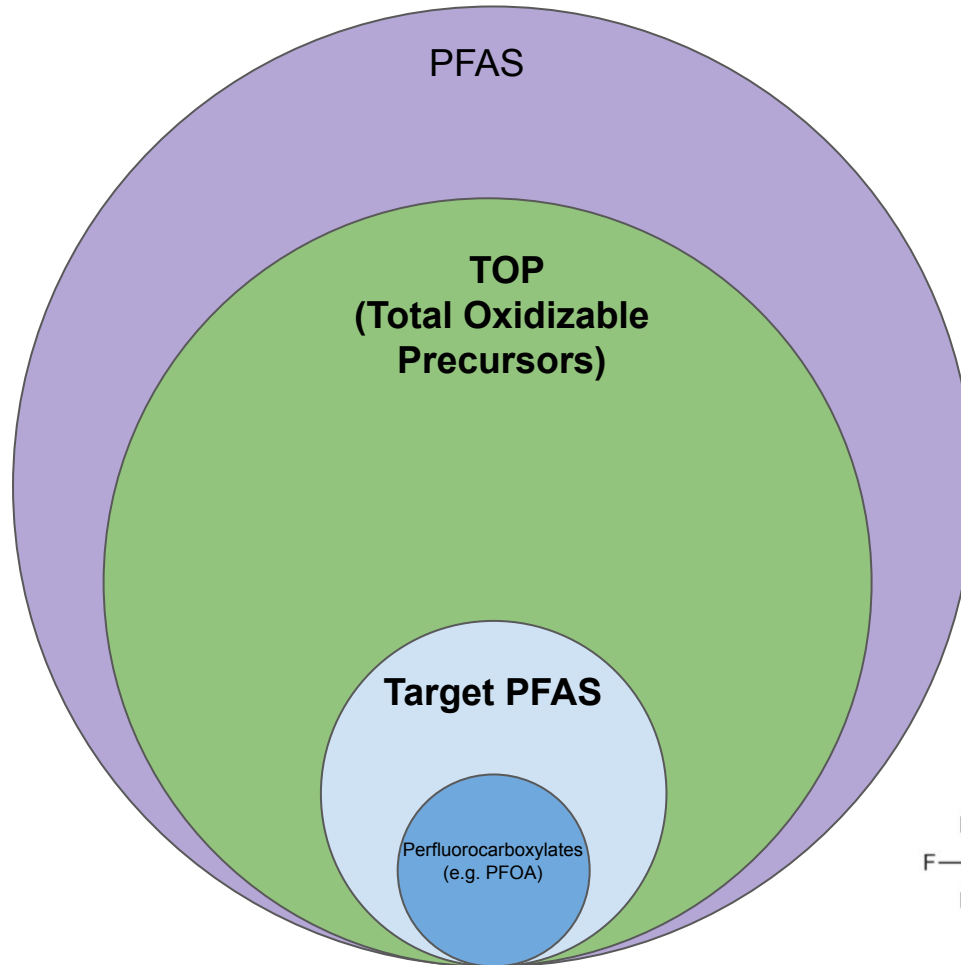 PFAS
TOP
(Total Oxidizable
Precursors)
Target PFAS
Perfluorocarboxylates
(e.g. PFOA)
F